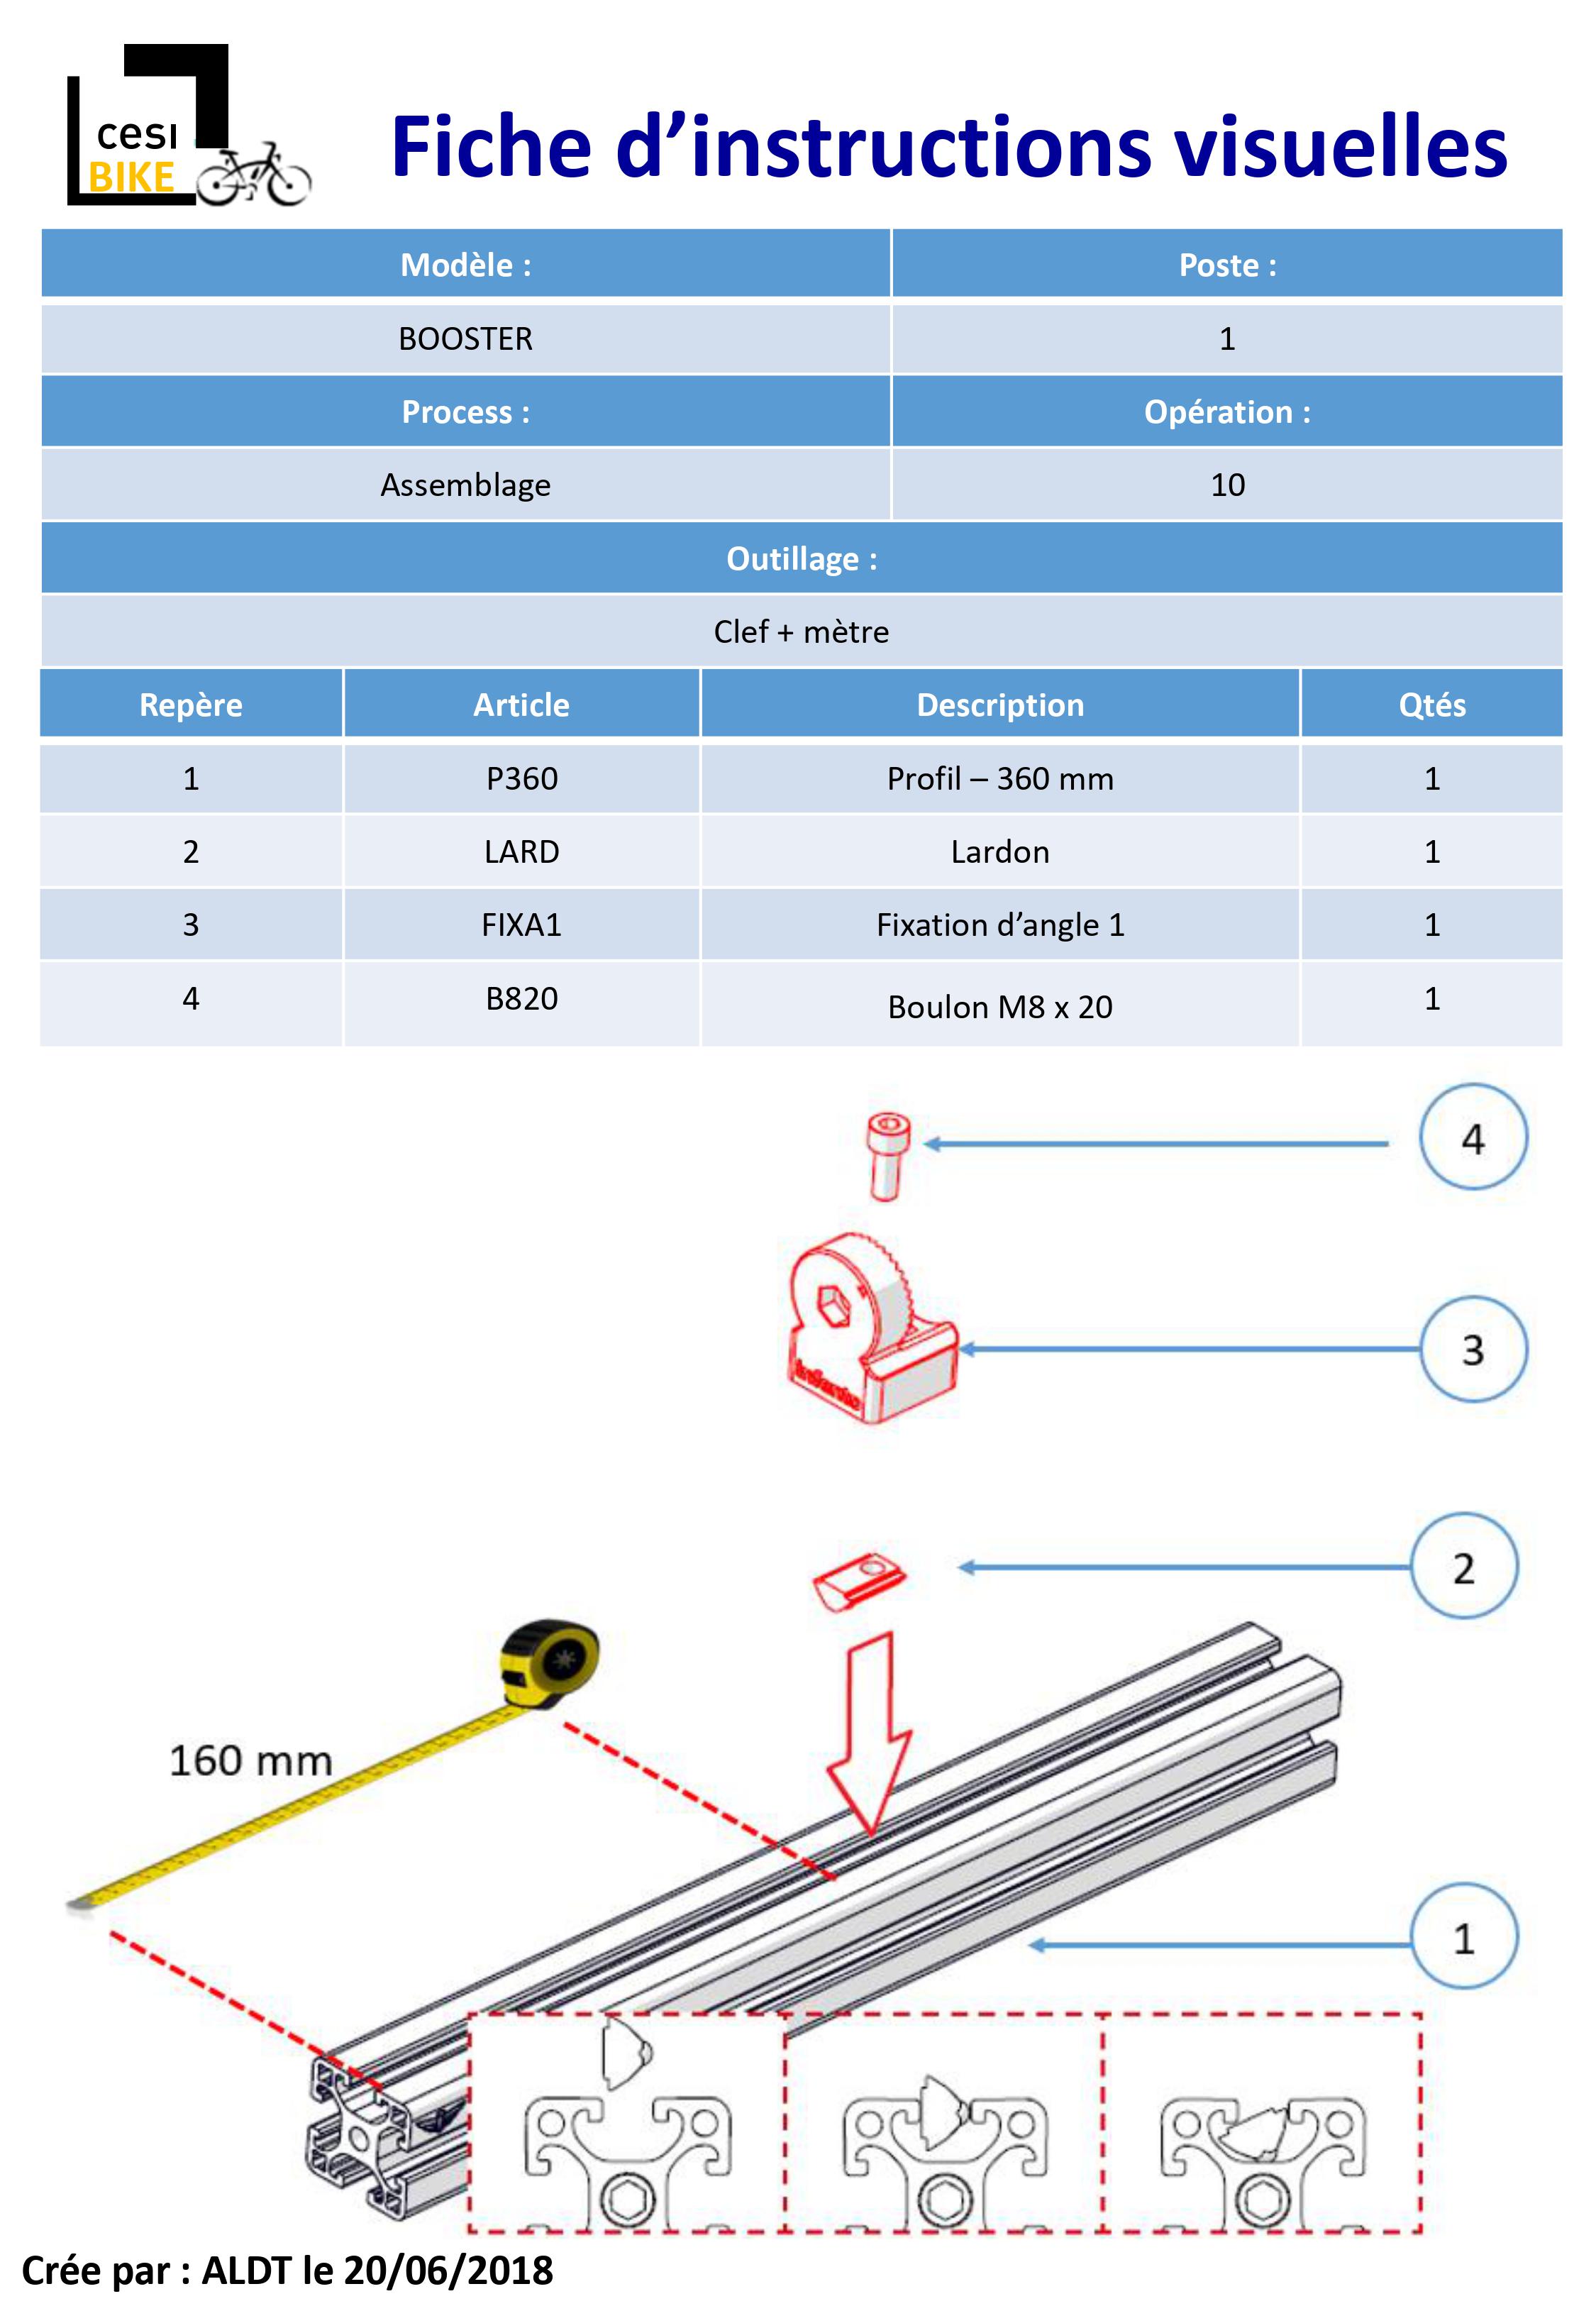 cesi
BIKE
Fiche d’instructions visuelles
Modèle :
Poste :
BOOSTER
1
Process :
Opération :
Assemblage
10
Outillage :
Clef + mètre
Repère
Article
Description
Qtés
1
P360
Profil – 360 mm
1
2
LARD
Lardon
1
3
FIXA1
Fixation d’angle 1
1
4
B820
Boulon M8 x 20
1
4
3
2
160 mm
1
Crée par : ALDT le 20/06/2018